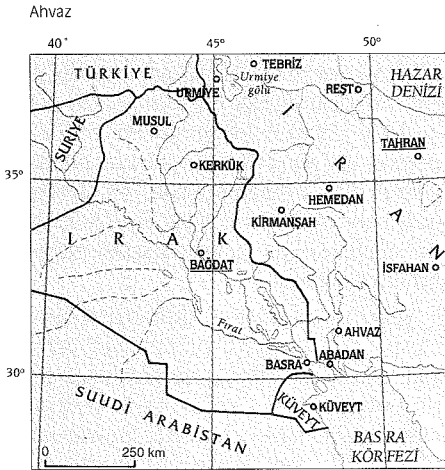 Ahvaz
40°
45°
50°
TÜRKİYE
TEBRİZ
URMİYE
Urmiye
gölü
REŞT
HAZAR
DENİZİ
SURİYE
MUSUL
TAHRAN
KERKÜK
35°
HEMEDAN
KİRMANŞAH
İRAN
IRAK
BAĞDAT
İSFAHAN
Fırat
AHVAZ
BASRA
ABADAN
30°
SUUDİ ARABİSTAN
KÜVEYT
KÜVEYT
BASRA
KÖRFEZİ
0
250 km